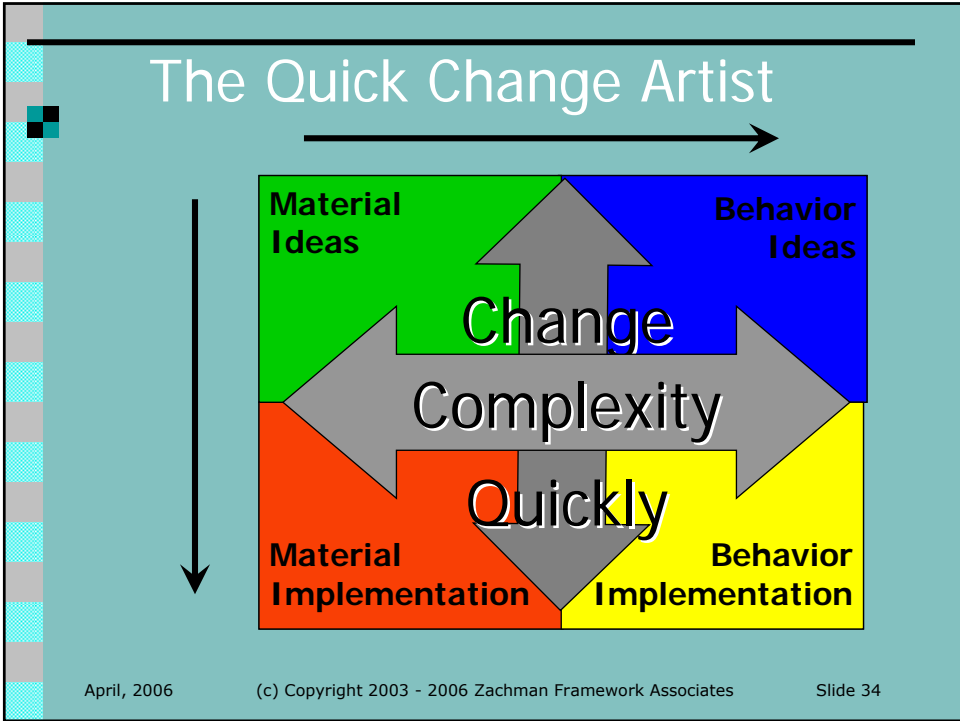 The Quick Change Artist
Material
Ideas
Behavior
Ideas
Change
Complexity
Quickly
Material
Implementation
Behavior
Implementation
April, 2006 (c) Copyright 2003 - 2006 Zachman Framework Associates Slide 34